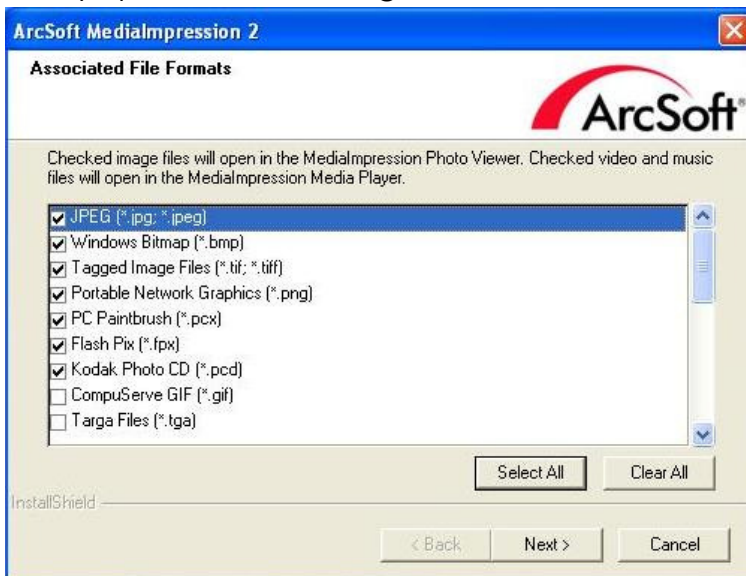 ArcSoft MediaImpression 2
Associated File Formats
ArcSoft®
Checked image files will open in the MediaImpression Photo Viewer. Checked video and music
files will open in the MediaImpression Media Player.
JPEG (*.jpg; *.jpeg)
Windows Bitmap (*.bmp)
Tagged Image Files (*.tif; *.tiff)
Portable Network Graphics (*.png)
PC Paintbrush (*.pcx)
Flash Pix (*.fpx)
Kodak Photo CD (*.pcd)
CompuServe GIF (*.gif)
Targa Files (*.tga)
Select All
Clear All
InstallShield
< Back
Next >
Cancel